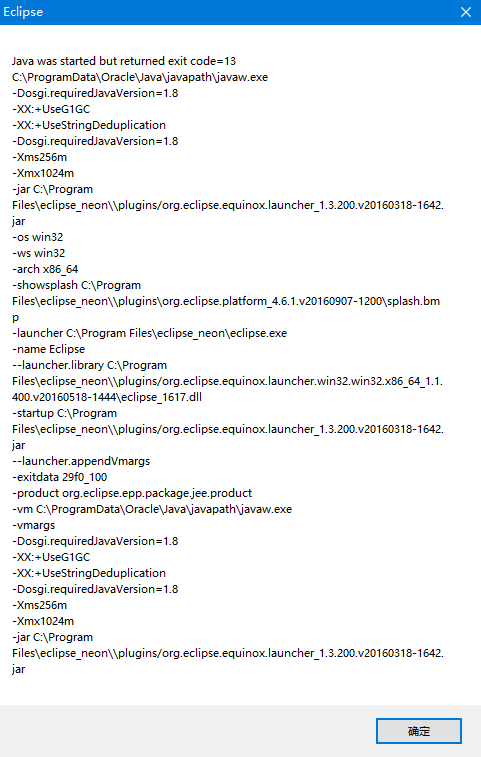 Eclipse
Java was started but returned exit code=13
C:\ProgramData\Oracle\Java\javapath\javaw.exe
-Dosgi.requiredJavaVersion=1.8
-XX:+UseG1GC
-XX:+UseStringDeduplication
-Dosgi.requiredJavaVersion=1.8
-Xms256m
-Xmx1024m
-jar C:\Program
Files\eclipse_neon\\plugins/org.eclipse.equinox.launcher_1.3.200.v20160318-1642.
jar
-os win32
-ws win32
-arch x86_64
-showsplash C:\Program
Files\eclipse_neon\\plugins\org.eclipse.platform_4.6.1.v20160907-1200\splash.bm
p
-launcher C:\Program Files\eclipse_neon\eclipse.exe
-name Eclipse
--launcher.library C:\Program
Files\eclipse_neon\\plugins/org.eclipse.equinox.launcher.win32.win32.x86_64_1.1.
400.v20160518-1444\eclipse_1617.dll
-startup C:\Program
Files\eclipse_neon\\plugins/org.eclipse.equinox.launcher_1.3.200.v20160318-1642.
jar
--launcher.appendVmargs
-exitdata 29f0_100
-product org.eclipse.epp.package.jee.product
-vm C:\ProgramData\Oracle\Java\javapath\javaw.exe
-vmargs
-Dosgi.requiredJavaVersion=1.8
-XX:+UseG1GC
-XX:+UseStringDeduplication
-Dosgi.requiredJavaVersion=1.8
-Xms256m
-Xmx1024m
-jar C:\Program
Files\eclipse_neon\\plugins/org.eclipse.equinox.launcher_1.3.200.v20160318-1642.
jar
确定